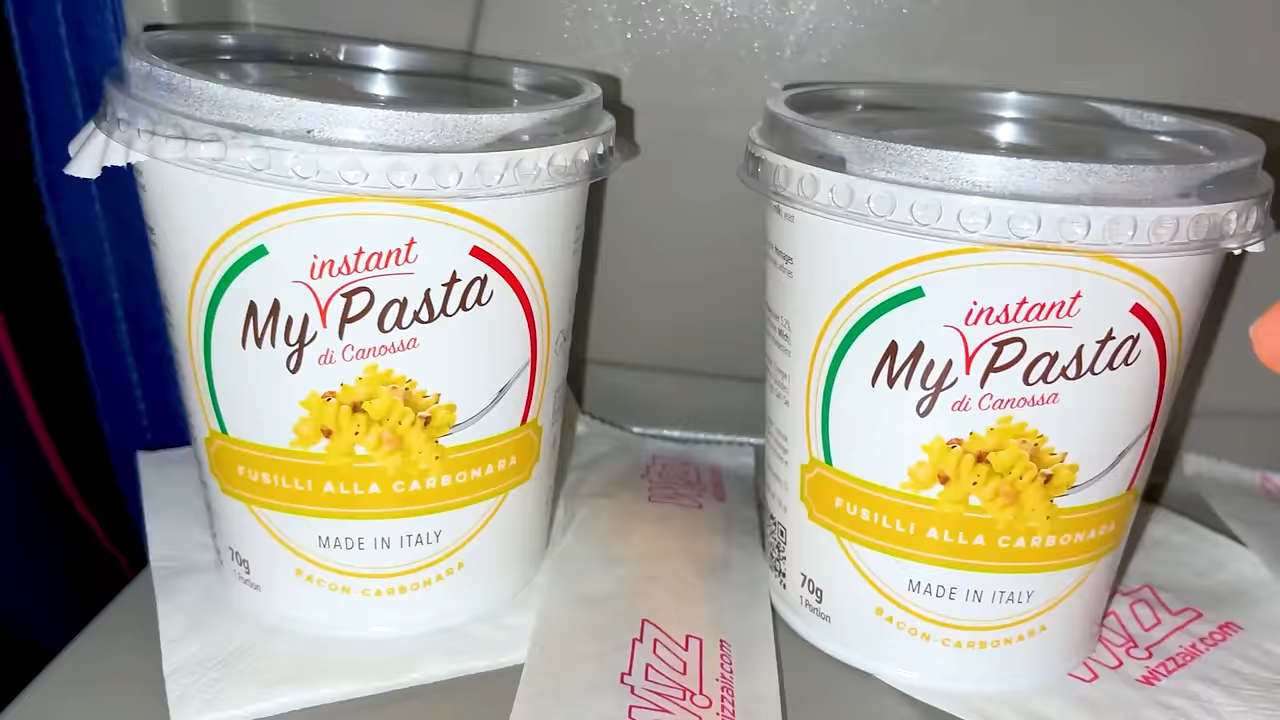 instant
My Pasta
di Canossa
FUSILLI ALLA CARBONARA
MADE IN ITALY
70g
1 Portion
BACON-CARBONARA
instant
My Pasta
di Canossa
FUSILLI ALLA CARBONARA
MADE IN ITALY
70g
1 Portion
BACON-CARBONARA
Wizz
Wizz
wizzair.com
Wizz
wizzair.com